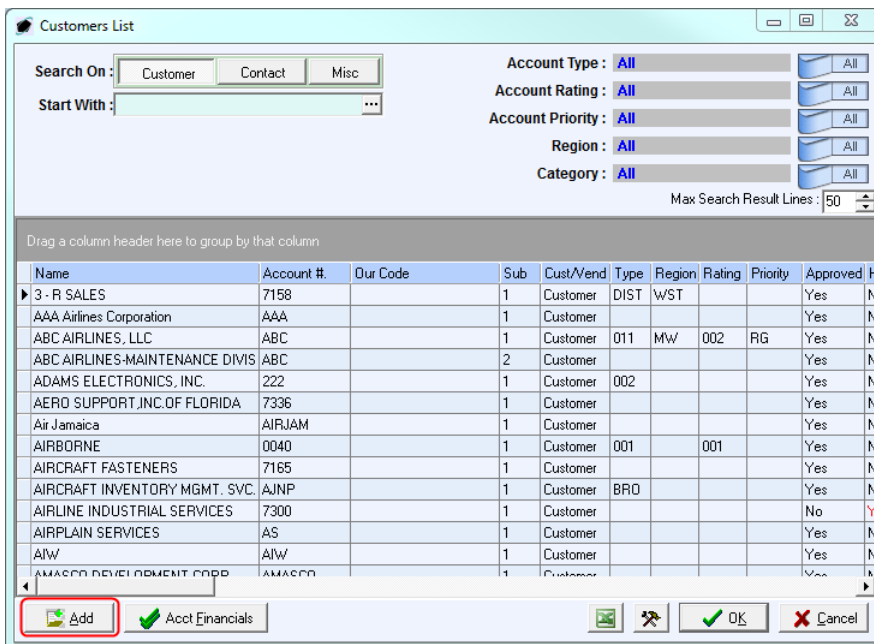 Customers List
Search On : Customer Contact Misc
Start With : ...
Account Type : All All
Account Rating : All All
Account Priority : All All
Region : All All
Category : All All
Max Search Result Lines : 50
Drag a column header here to group by that column
Name Account #. Our Code Sub Cust/Vend Type Region Rating Priority Approved H
3 - R SALES 7158 1 Customer DIST WST Yes N
AAA Airlines Corporation AAA 1 Customer Yes N
ABC AIRLINES, LLC ABC 1 Customer 011 MW 002 RG Yes N
ABC AIRLINES-MAINTENANCE DIVIS ABC 2 Customer Yes N
ADAMS ELECTRONICS, INC. 222 1 Customer 002 Yes N
AERO SUPPORT,INC.OF FLORIDA 7336 1 Customer Yes N
Air Jamaica AIRJAM 1 Customer Yes N
AIRBORNE 0040 1 Customer 001 001 Yes N
AIRCRAFT FASTENERS 7165 1 Customer Yes N
AIRCRAFT INVENTORY MGMT. SVC. AJNP 1 Customer BRO Yes N
AIRLINE INDUSTRIAL SERVICES 7300 1 Customer No Y
AIRPLAIN SERVICES AS 1 Customer Yes N
AIW AIW 1 Customer Yes N
AMASCO DEVELOPMENT CORP AMASCO 1 Customer Yes N
Add Acct Financials OK Cancel